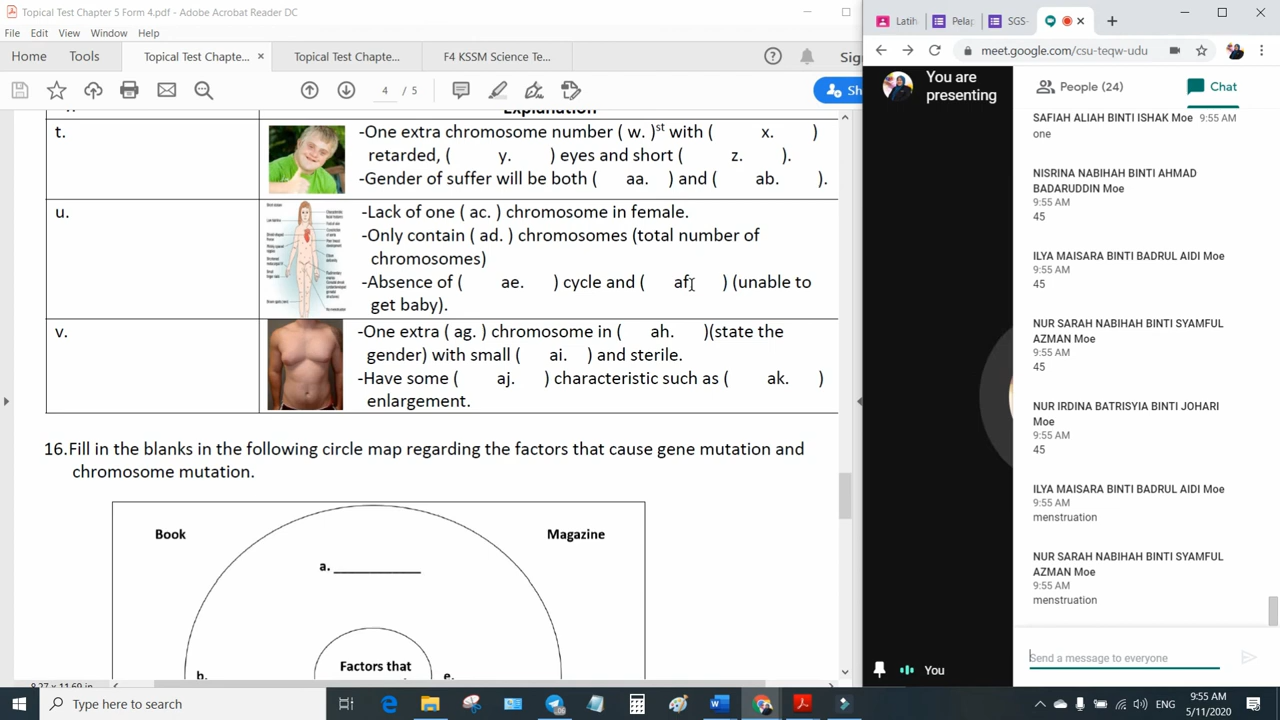 Topical Test Chapter 5 Form 4.pdf - Adobe Acrobat Reader DC
File Edit View Window Help
Home Tools Topical Test Chapte... × Topical Test Chapte... F4 KSSM Science Te...
4 / 5
Explanation
t. -One extra chromosome number ( w. )st with ( x. )
retarded, ( y. ) eyes and short ( z. ).
-Gender of suffer will be both ( aa. ) and ( ab. ).
u. -Lack of one ( ac. ) chromosome in female.
-Only contain ( ad. ) chromosomes (total number of
chromosomes)
-Absence of ( ae. ) cycle and ( af. ) (unable to
get baby).
v. -One extra ( ag. ) chromosome in ( ah. )(state the
gender) with small ( ai. ) and sterile.
-Have some ( aj. ) characteristic such as ( ak. )
enlargement.
16.Fill in the blanks in the following circle map regarding the factors that cause gene mutation and
chromosome mutation.
Book Magazine
a. ____________
Factors that
b. e.
8.27 x 11.69 in
Latih Pelap SGS-
meet.google.com/csu-teqw-udu
You are
presenting
People (24) Chat
SAFIAH ALIAH BINTI ISHAK Moe 9:55 AM
one
NISRINA NABIHAH BINTI AHMAD
BADARUDDIN Moe
9:55 AM
45
ILYA MAISARA BINTI BADRUL AIDI Moe
9:55 AM
45
NUR SARAH NABIHAH BINTI SYAMFUL
AZMAN Moe
9:55 AM
45
NUR IRDINA BATRISYIA BINTI JOHARI
Moe
9:55 AM
45
ILYA MAISARA BINTI BADRUL AIDI Moe
9:55 AM
menstruation
NUR SARAH NABIHAH BINTI SYAMFUL
AZMAN Moe
9:55 AM
menstruation
You
Send a message to everyone
Type here to search
ENG
9:55 AM
5/11/2020